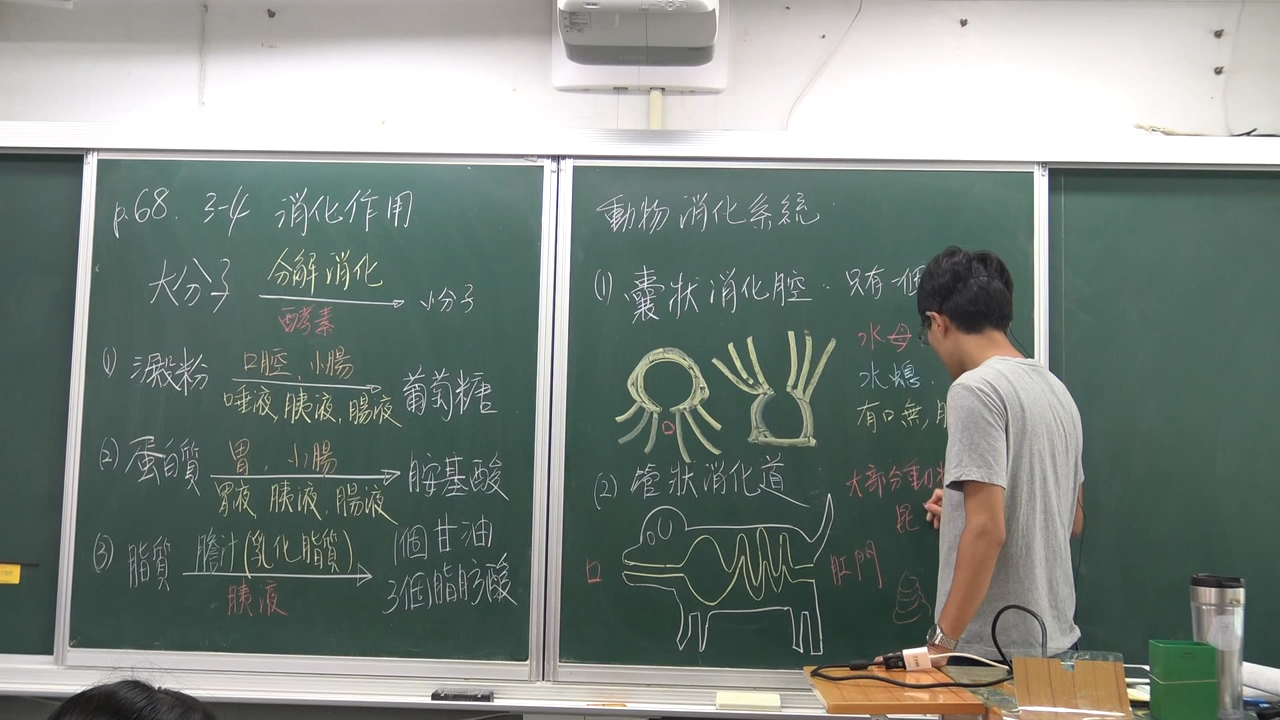 p.68. 3-4 消化作用
大分子 分解消化 小分子
酵素
(1) 澱粉 口腔、小腸 葡萄糖
唾液,胰液,腸液
(2) 蛋白質 胃、小腸 胺基酸
胃液,胰液,腸液
(3) 脂質 膽汁(乳化脂質) 1個甘油
胰液 3個脂肪酸
動物消化系統
(1) 囊狀消化腔. 只有一個
水母
水螅.
有口無
口
(2) 管狀消化道
大部分動物
昆
口
肛門